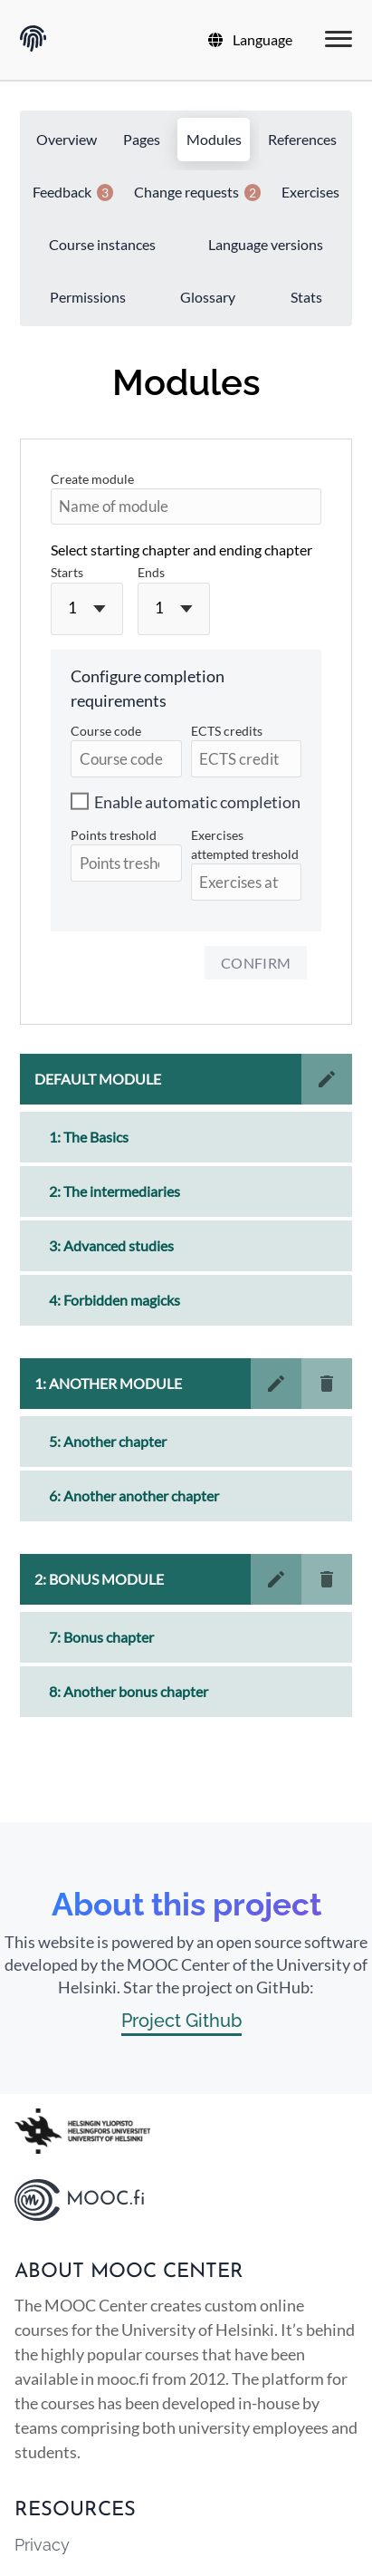 Language
Overview Pages Modules References
Feedback 3 Change requests 2 Exercises
Course instances Language versions
Permissions Glossary Stats
Modules
Create module
Name of module
Select starting chapter and ending chapter
Starts Ends
1 1
Configure completion
requirements
Course code ECTS credits
Course code ECTS credit
Enable automatic completion
Points treshold Exercises
attempted treshold
Points tresho
Exercises at
CONFIRM
DEFAULT MODULE
1: The Basics
2: The intermediaries
3: Advanced studies
4: Forbidden magicks
1: ANOTHER MODULE
5: Another chapter
6: Another another chapter
2: BONUS MODULE
7: Bonus chapter
8: Another bonus chapter
About this project
This website is powered by an open source software
developed by the MOOC Center of the University of
Helsinki. Star the project on GitHub:
Project Github
HELSINGIN YLIOPISTO
HELSINGFORS UNIVERSITET
UNIVERSITY OF HELSINKI
MOOC.fi
ABOUT MOOC CENTER
The MOOC Center creates custom online
courses for the University of Helsinki. It’s behind
the highly popular courses that have been
available in mooc.fi from 2012. The platform for
the courses has been developed in-house by
teams comprising both university employees and
students.
RESOURCES
Privacy